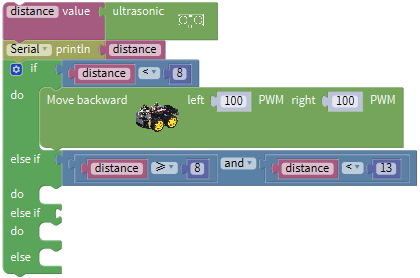 distance value ultrasonic
Serial println distance
if distance < 8
do Move backward left 100 PWM right 100 PWM
else if distance ≥ 8 and distance < 13
do
else if
do
else